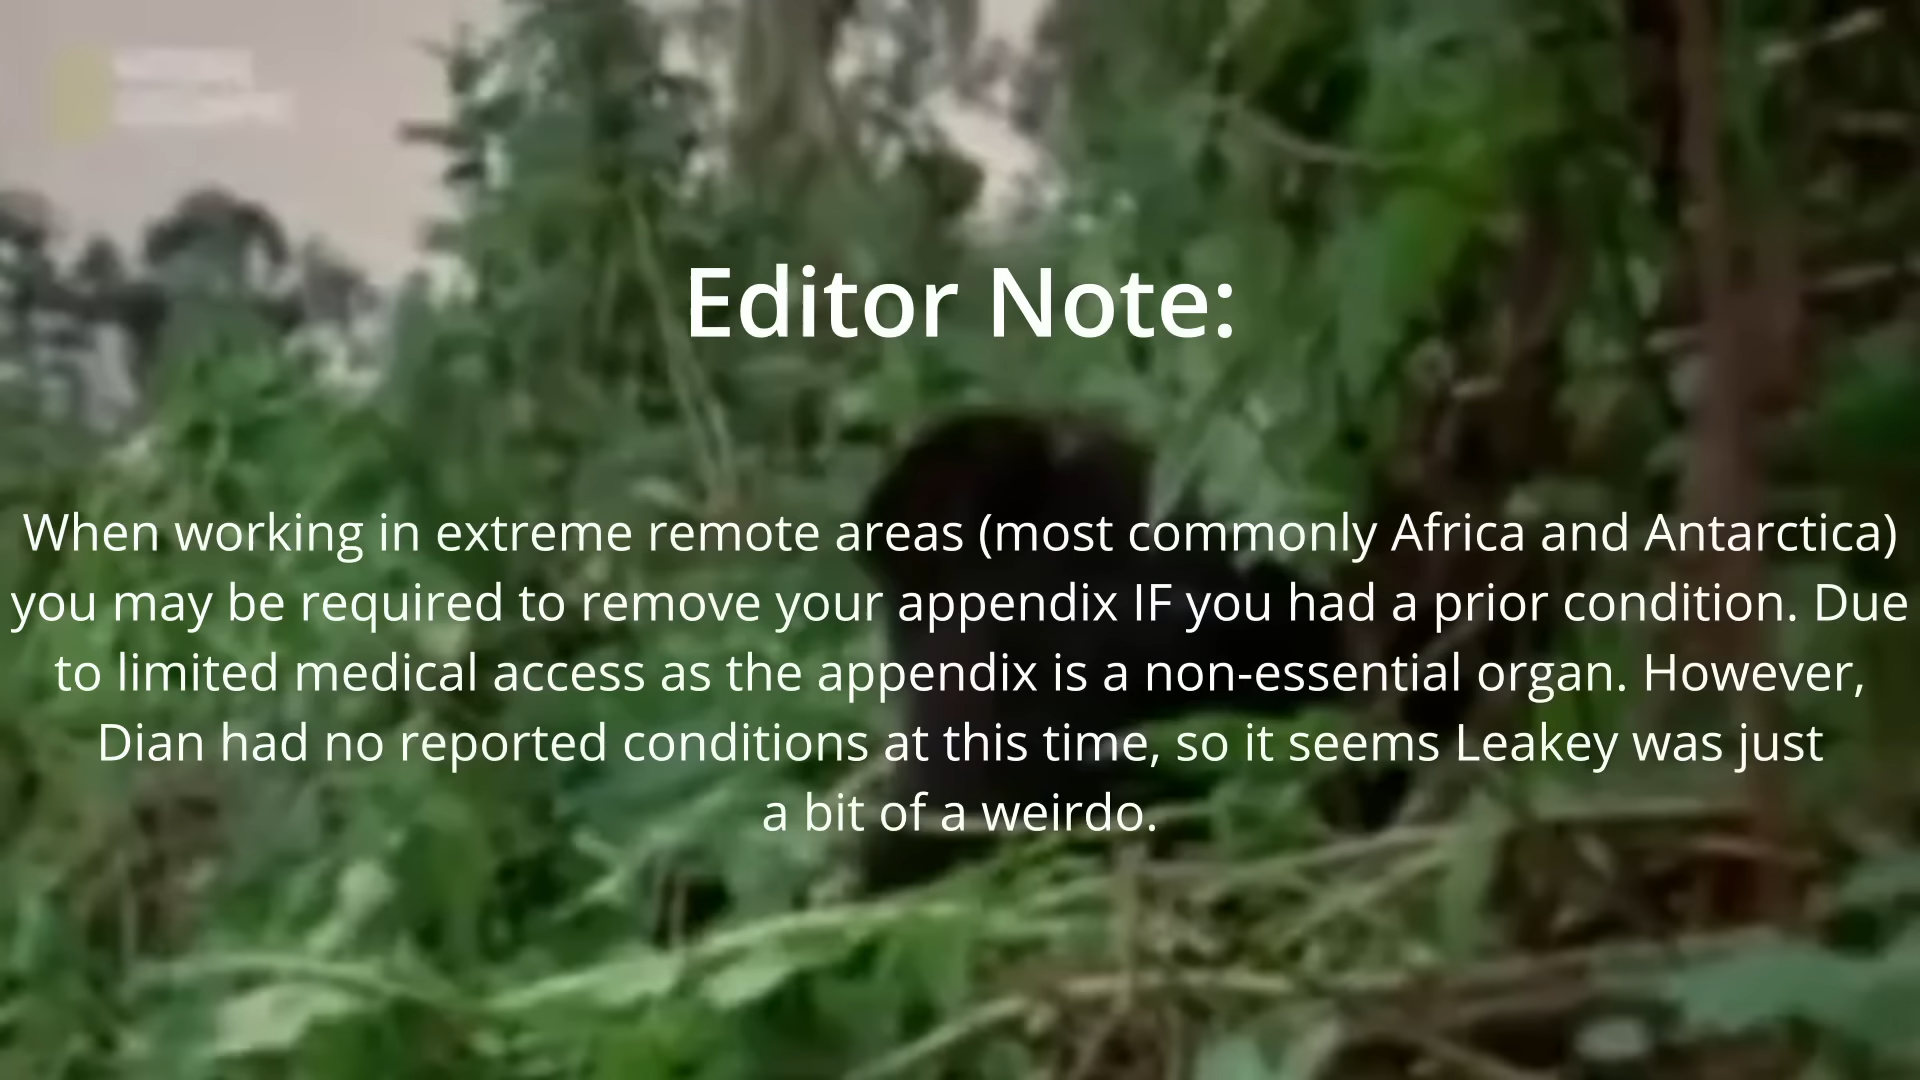 Editor Note:
When working in extreme remote areas (most commonly Africa and Antarctica)
you may be required to remove your appendix IF you had a prior condition. Due
to limited medical access as the appendix is a non-essential organ. However,
Dian had no reported conditions at this time, so it seems Leakey was just
a bit of a weirdo.